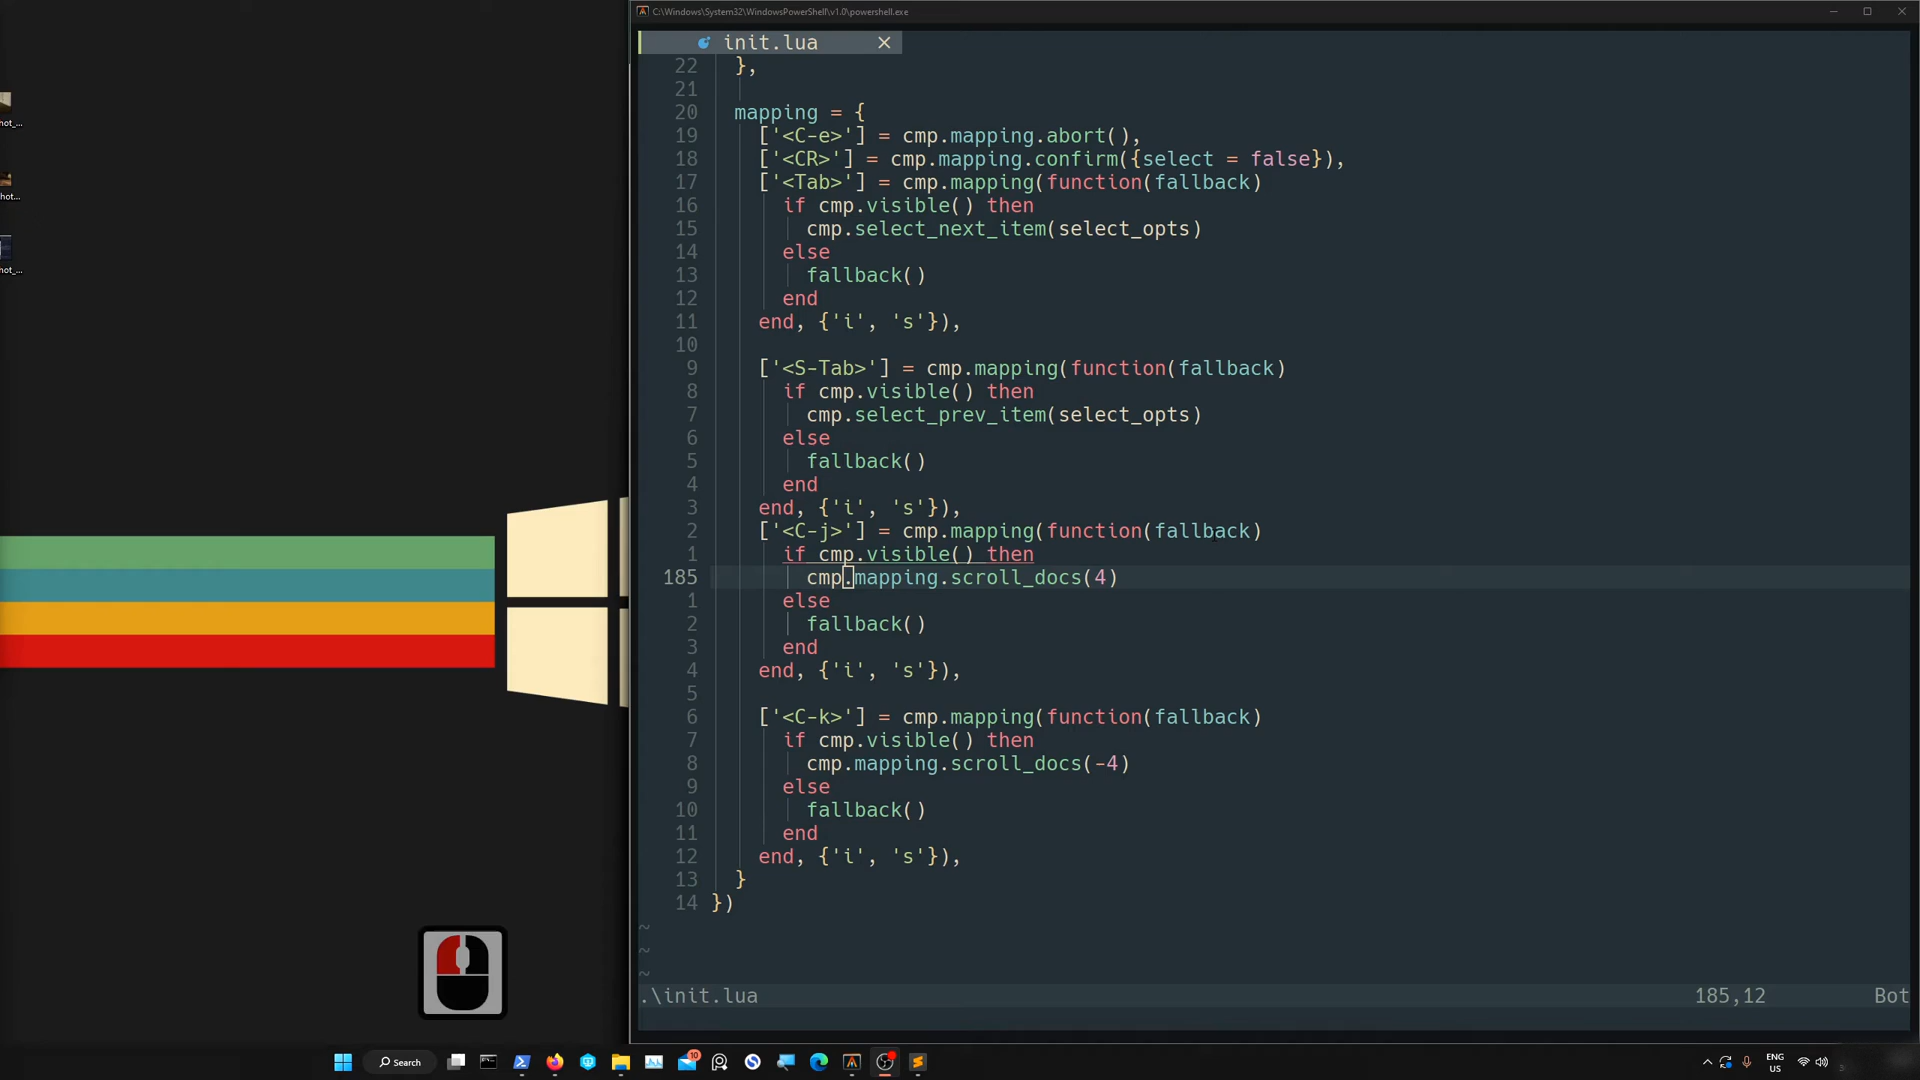 C:\Windows\System32\WindowsPowerShell\v1.0\powershell.exe
init.lua
22 },
21
20 mapping = {
19 ['<C-e>'] = cmp.mapping.abort(),
18 ['<CR>'] = cmp.mapping.confirm({select = false}),
17 ['<Tab>'] = cmp.mapping(function(fallback)
16 if cmp.visible() then
15 cmp.select_next_item(select_opts)
14 else
13 fallback()
12 end
11 end, {'i', 's'}),
10
9 ['<S-Tab>'] = cmp.mapping(function(fallback)
8 if cmp.visible() then
7 cmp.select_prev_item(select_opts)
6 else
5 fallback()
4 end
3 end, {'i', 's'}),
2 ['<C-j>'] = cmp.mapping(function(fallback)
1 if cmp.visible() then
185 cmp.mapping.scroll_docs(4)
1 else
2 fallback()
3 end
4 end, {'i', 's'}),
5
6 ['<C-k>'] = cmp.mapping(function(fallback)
7 if cmp.visible() then
8 cmp.mapping.scroll_docs(-4)
9 else
10 fallback()
11 end
12 end, {'i', 's'}),
13 }
14 })
~
~
~
.\init.lua 185,12 Bot
hot_...
hot_...
hot_...
Search
10
ENG
US